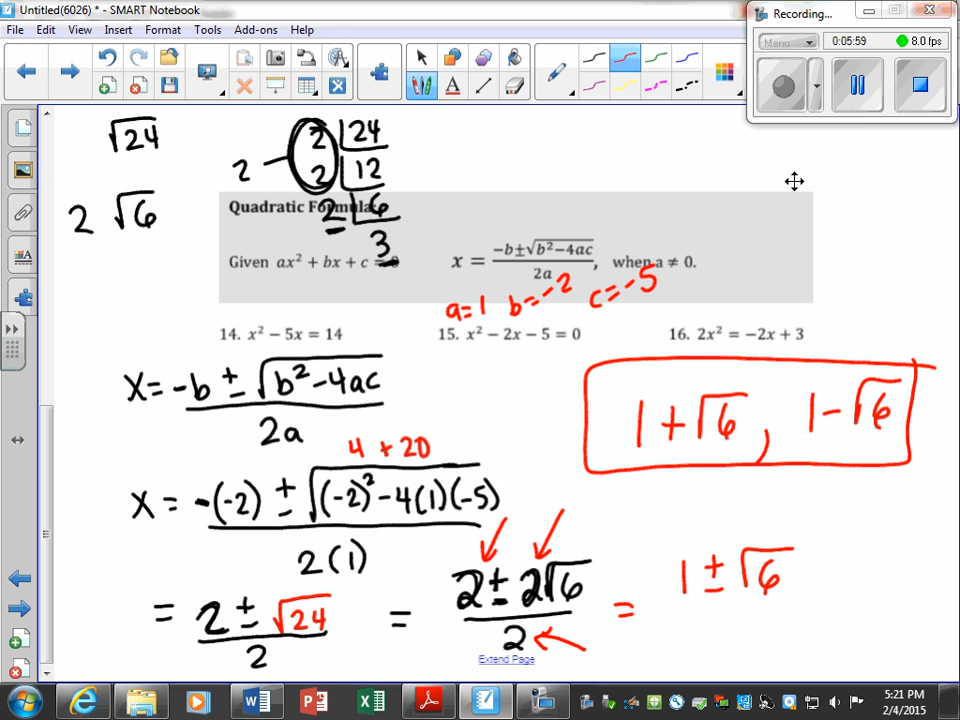 Untitled(6026) * - SMART Notebook
Recording...
File Edit View Insert Format Tools Add-ons Help
Menu 0:05:59 8.0 fps
√24
2 24
2 2 12
2 6
3
2 √6
Quadratic Formula:
Given ax² + bx + c = 0 x = -b±√b²-4ac / 2a, when a ≠ 0.
a=1 b=-2 c=-5
14. x² − 5x = 14 15. x² − 2x − 5 = 0 16. 2x² = −2x + 3
X = -b ± √b²-4ac / 2a
1+√6, 1-√6
4 + 20
X = -(-2) ± √(-2)²-4(1)(-5) / 2(1)
= 2 ± √24 / 2 = 2 ± 2√6 / 2 = 1 ± √6
Extend Page
5:21 PM
2/4/2015